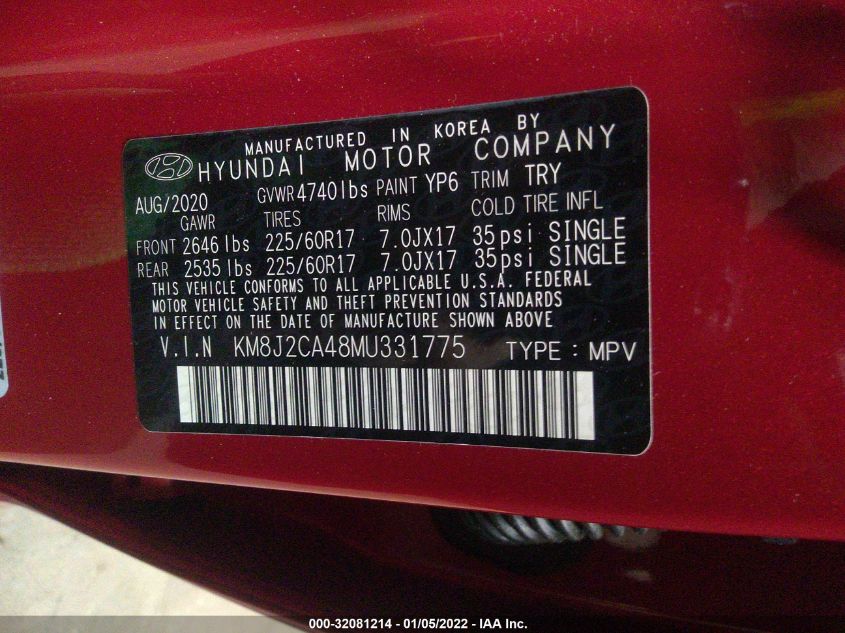 MANUFACTURED IN KOREA BY
HYUNDAI MOTOR COMPANY
AUG/2020 GVWR 4740lbs PAINT YP6 TRIM TRY
GAWR TIRES RIMS COLD TIRE INFL
FRONT 2646 lbs 225/60R17 7.0JX17 35psi SINGLE
REAR 2535 lbs 225/60R17 7.0JX17 35psi SINGLE
THIS VEHICLE CONFORMS TO ALL APPLICABLE U.S.A. FEDERAL
MOTOR VEHICLE SAFETY AND THEFT PREVENTION STANDARDS
IN EFFECT ON THE DATE OF MANUFACTURE SHOWN ABOVE
V.I.N KM8J2CA48MU331775 TYPE : MPV
000-32081214 - 01/05/2022 - IAA Inc.